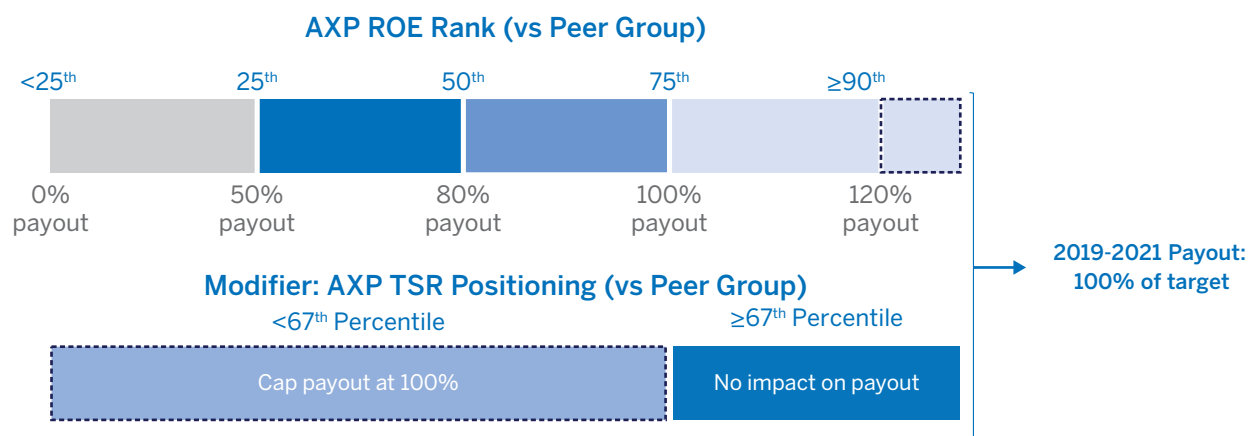 AXP ROE Rank (vs Peer Group)
<25th 25th 50th 75th ≥90th
0% 50% 80% 100% 120%
payout payout payout payout payout
2019-2021 Payout:
100% of target
Modifier: AXP TSR Positioning (vs Peer Group)
<67th Percentile ≥67th Percentile
Cap payout at 100% No impact on payout